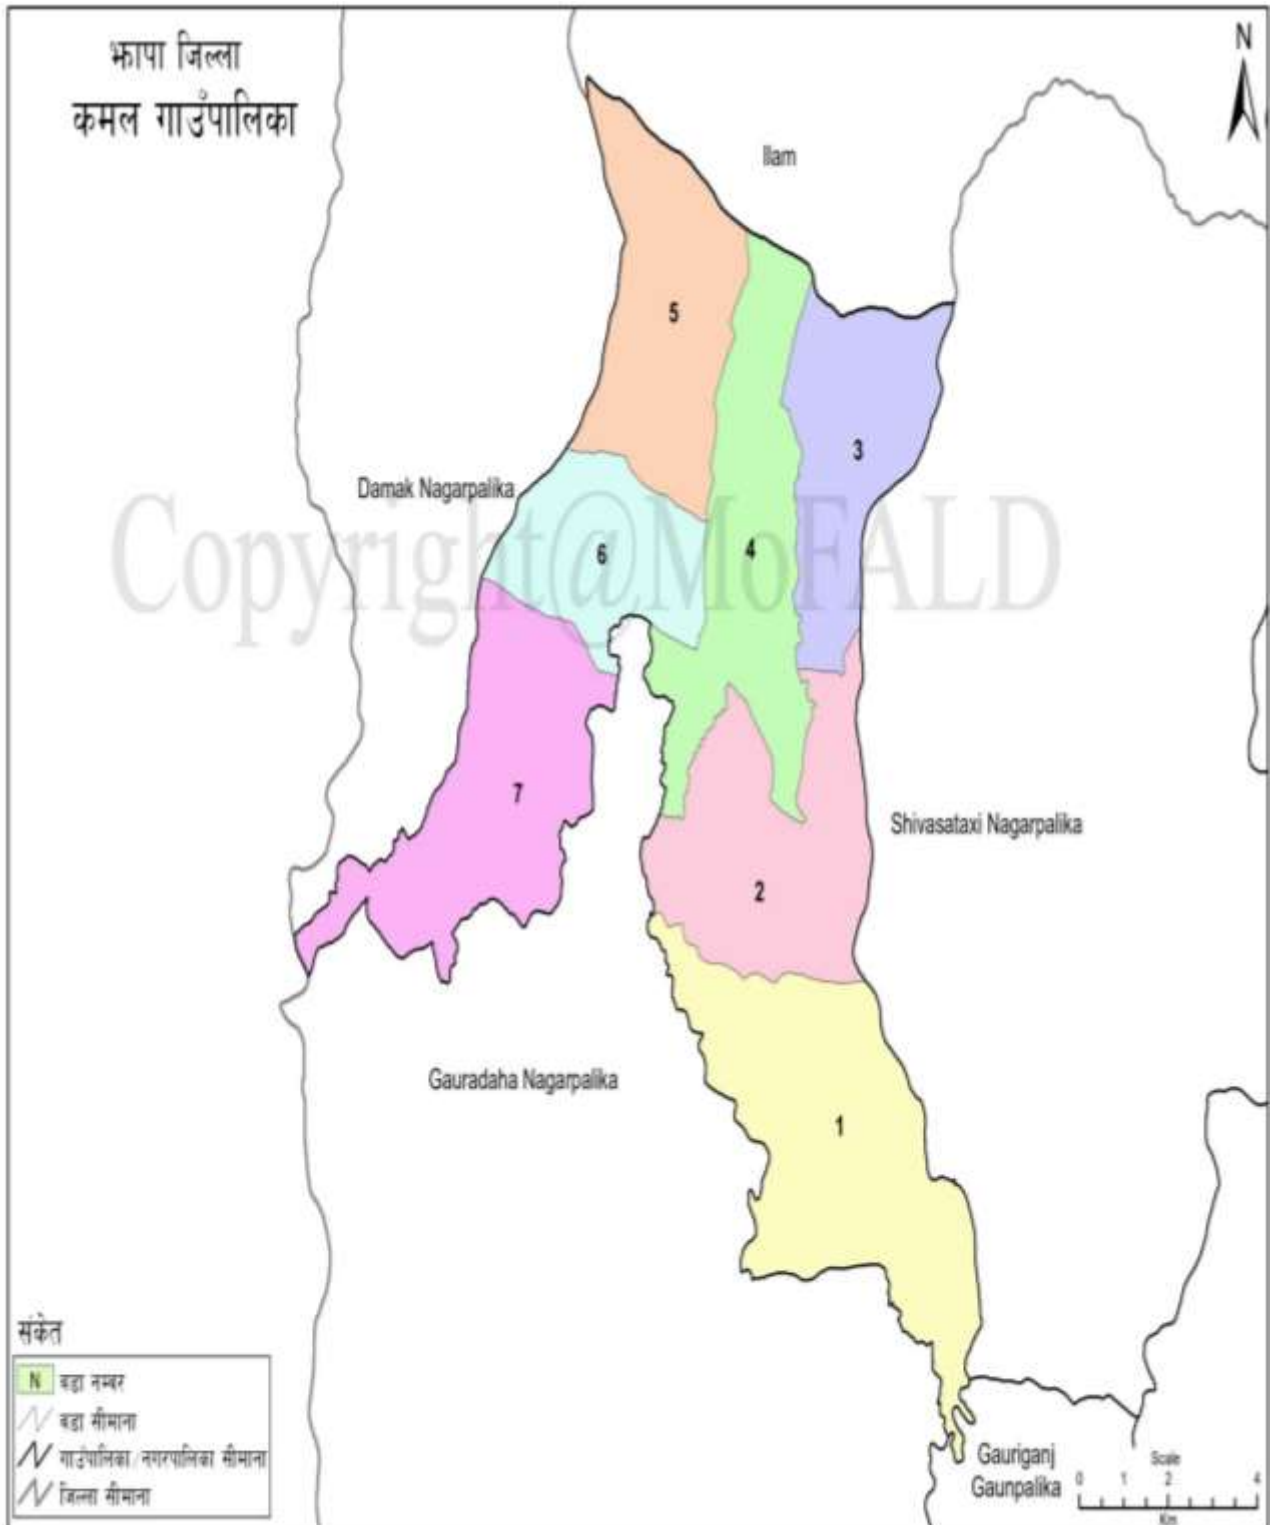 झापा जिल्ला
कमल गाउँपालिका
N
Ilam
5
3
Damak Nagarpalika
4
6
Copyright@MoFALD
7
Shivasataxi Nagarpalika
2
Gauradaha Nagarpalika
1
संकेत
N वडा नम्बर
वडा सीमाना
गाउँपालिका/नगरपालिका सीमाना
जिल्ला सीमाना
Gauriganj
Gaunpalika
Scale
0 1 2 4
Km